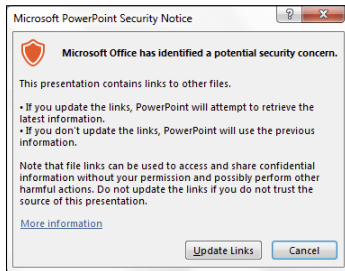 Microsoft PowerPoint Security Notice
Microsoft Office has identified a potential security concern.
This presentation contains links to other files.
• If you update the links, PowerPoint will attempt to retrieve the
latest information.
• If you don't update the links, PowerPoint will use the previous
information.
Note that file links can be used to access and share confidential
information without your permission and possibly perform other
harmful actions. Do not update the links if you do not trust the
source of this presentation.
More information
Update Links Cancel